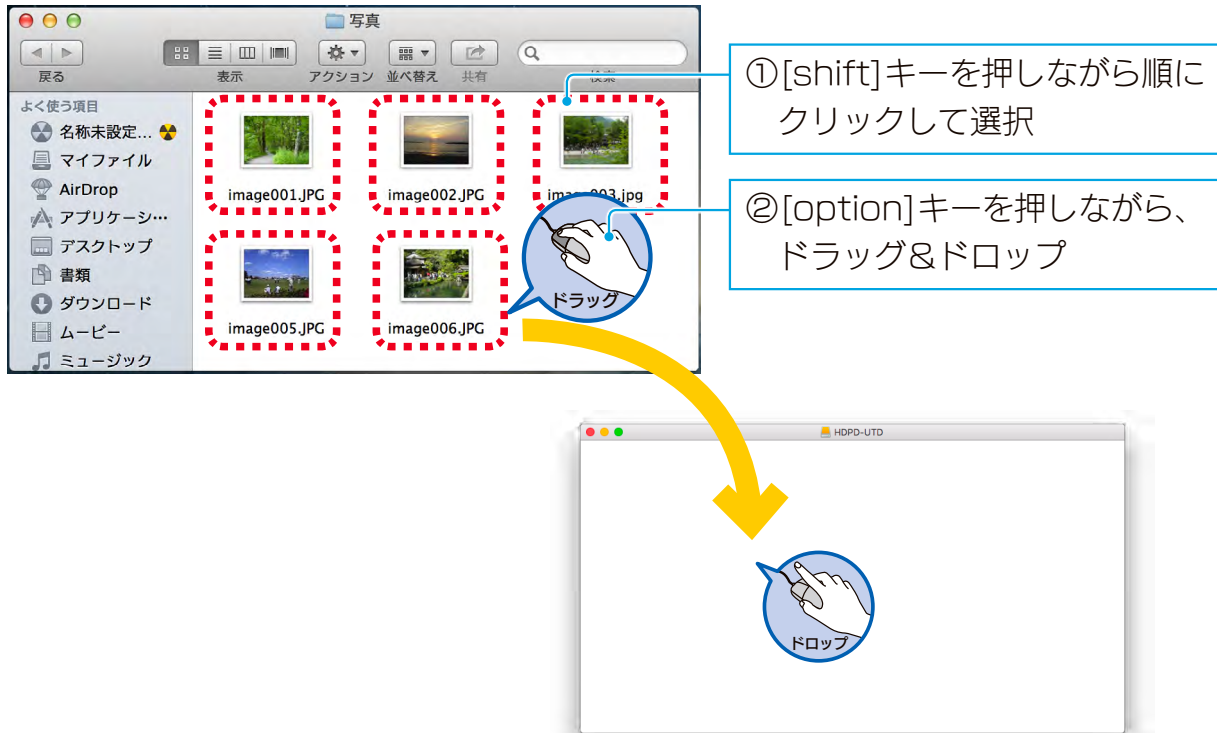 写真
戻る 表示 アクション 並べ替え 共有 検索
よく使う項目
名称未設定...
マイファイル
AirDrop
アプリケーシ…
デスクトップ
書類
ダウンロード
ムービー
ミュージック
image001.JPG image002.JPG image003.jpg
image005.JPG image006.JPG
ドラッグ
①[shift]キーを押しながら順に
クリックして選択
②[option]キーを押しながら、
ドラッグ&ドロップ
HDPD-UTD
ドロップ